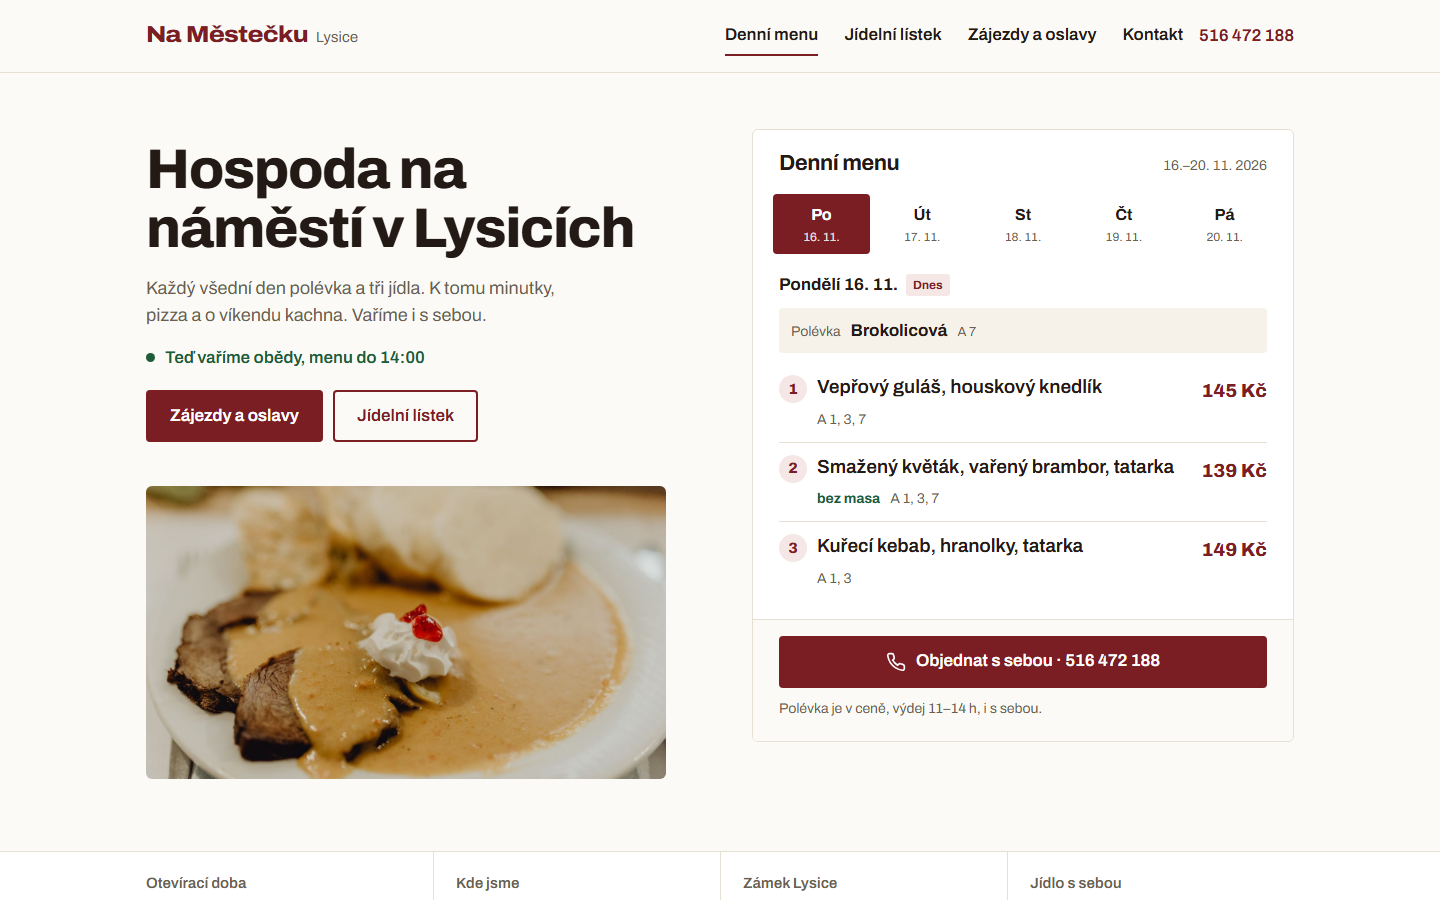 Na Městečku Lysice
Denní menu Jídelní lístek Zájezdy a oslavy Kontakt 516 472 188
Hospoda na
náměstí v Lysicích
Každý všední den polévka a tři jídla. K tomu minutky,
pizza a o víkendu kachna. Vaříme i s sebou.
Teď vaříme obědy, menu do 14:00
Zájezdy a oslavy Jídelní lístek
Denní menu 16.–20. 11. 2026
Po Út St Čt Pá
16. 11. 17. 11. 18. 11. 19. 11. 20. 11.
Pondělí 16. 11. Dnes
Polévka Brokolicová A 7
1 Vepřový guláš, houskový knedlík 145 Kč
A 1, 3, 7
2 Smažený květák, vařený brambor, tatarka 139 Kč
bez masa A 1, 3, 7
3 Kuřecí kebab, hranolky, tatarka 149 Kč
A 1, 3
Objednat s sebou · 516 472 188
Polévka je v ceně, výdej 11–14 h, i s sebou.
Otevírací doba Kde jsme Zámek Lysice Jídlo s sebou